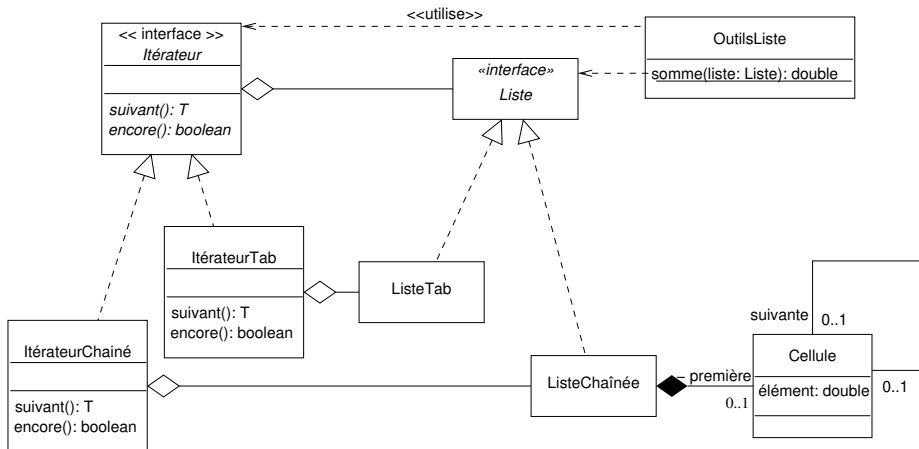 <<utilise>>
<< interface >>
Itérateur
suivant(): T
encore(): boolean
«interface»
Liste
OutilsListe
somme(liste: Liste): double
ItérateurTab
suivant(): T
encore(): boolean
ListeTab
ItérateurChainé
suivant(): T
encore(): boolean
ListeChaînée
– première
0..1
suivante
0..1
Cellule
élément: double
0..1